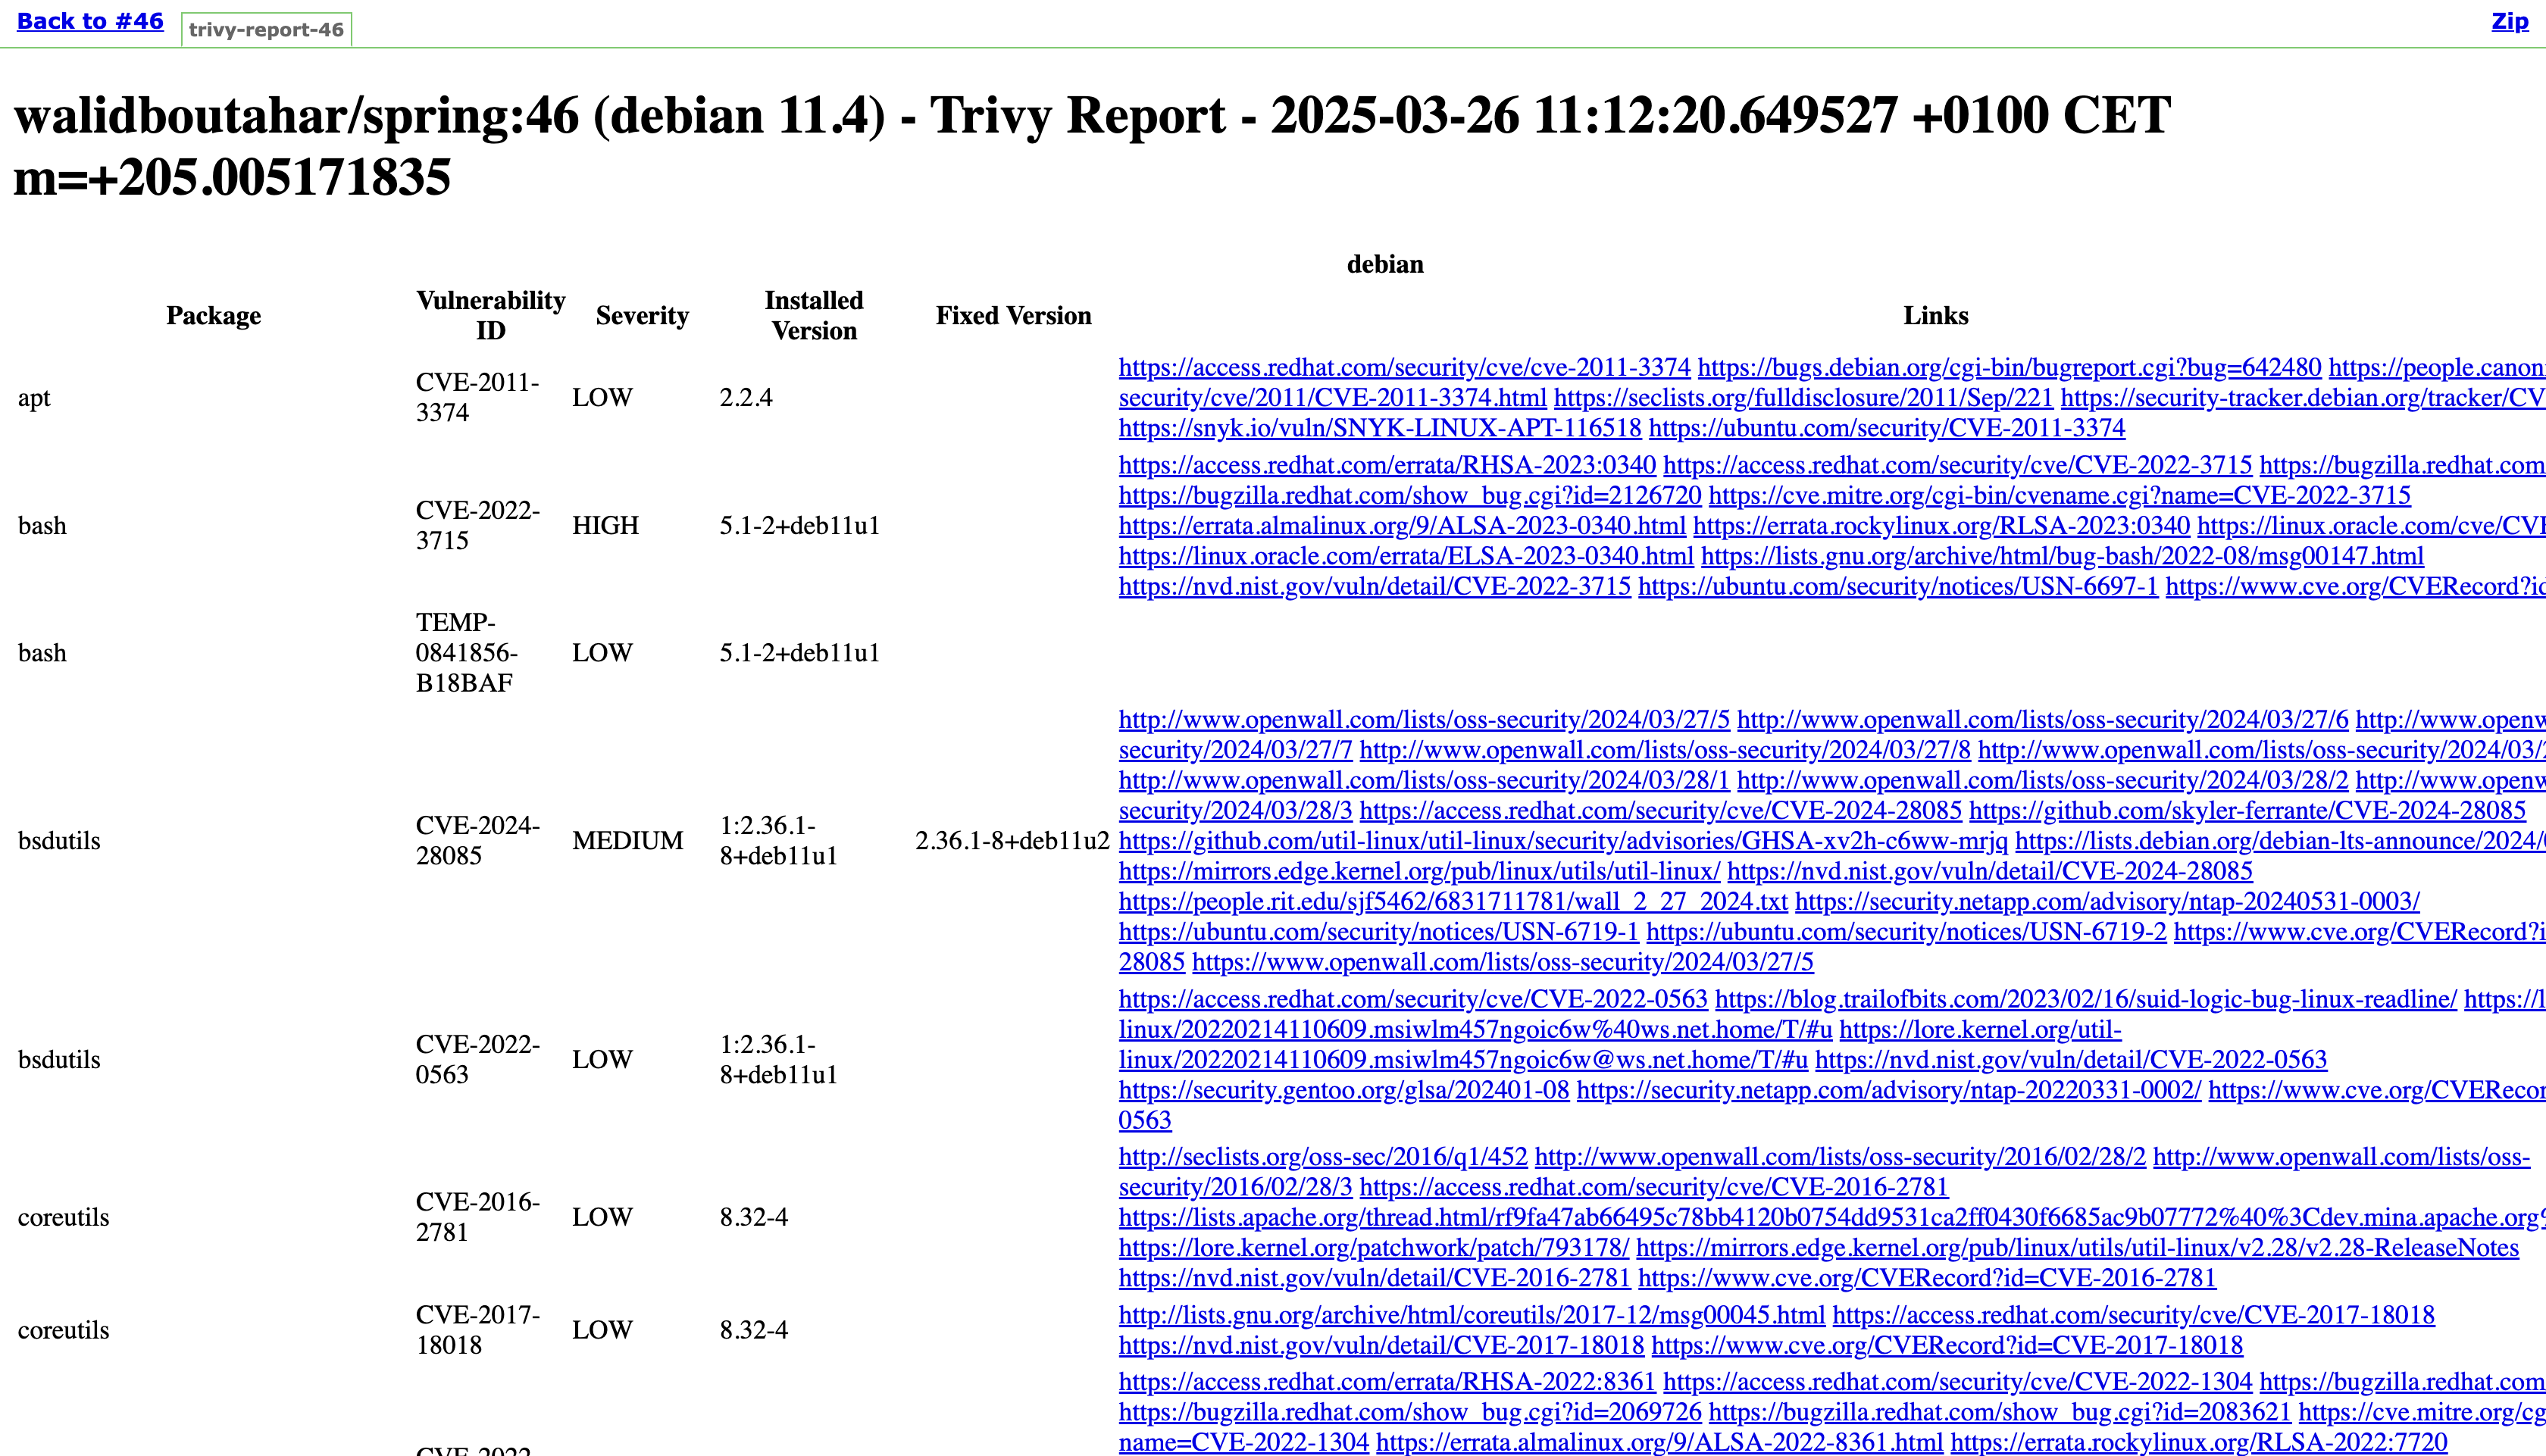 Back to #46 trivy-report-46 Zip
walidboutahar/spring:46 (debian 11.4) - Trivy Report - 2025-03-26 11:12:20.649527 +0100 CET
m=+205.005171835
debian
Package Vulnerability ID Severity Installed Version Fixed Version Links
apt CVE-2011-3374 LOW 2.2.4
https://access.redhat.com/security/cve/cve-2011-3374 https://bugs.debian.org/cgi-bin/bugreport.cgi?bug=642480 https://people.canon
security/cve/2011/CVE-2011-3374.html https://seclists.org/fulldisclosure/2011/Sep/221 https://security-tracker.debian.org/tracker/CV
https://snyk.io/vuln/SNYK-LINUX-APT-116518 https://ubuntu.com/security/CVE-2011-3374
bash CVE-2022-3715 HIGH 5.1-2+deb11u1
https://access.redhat.com/errata/RHSA-2023:0340 https://access.redhat.com/security/cve/CVE-2022-3715 https://bugzilla.redhat.com
https://bugzilla.redhat.com/show_bug.cgi?id=2126720 https://cve.mitre.org/cgi-bin/cvename.cgi?name=CVE-2022-3715
https://errata.almalinux.org/9/ALSA-2023-0340.html https://errata.rockylinux.org/RLSA-2023:0340 https://linux.oracle.com/cve/CVE
https://linux.oracle.com/errata/ELSA-2023-0340.html https://lists.gnu.org/archive/html/bug-bash/2022-08/msg00147.html
https://nvd.nist.gov/vuln/detail/CVE-2022-3715 https://ubuntu.com/security/notices/USN-6697-1 https://www.cve.org/CVERecord?id
bash TEMP-0841856-B18BAF LOW 5.1-2+deb11u1
bsdutils CVE-2024-28085 MEDIUM 1:2.36.1-8+deb11u1 2.36.1-8+deb11u2
http://www.openwall.com/lists/oss-security/2024/03/27/5 http://www.openwall.com/lists/oss-security/2024/03/27/6 http://www.openw
security/2024/03/27/7 http://www.openwall.com/lists/oss-security/2024/03/27/8 http://www.openwall.com/lists/oss-security/2024/03/2
http://www.openwall.com/lists/oss-security/2024/03/28/1 http://www.openwall.com/lists/oss-security/2024/03/28/2 http://www.openw
security/2024/03/28/3 https://access.redhat.com/security/cve/CVE-2024-28085 https://github.com/skyler-ferrante/CVE-2024-28085
https://github.com/util-linux/util-linux/security/advisories/GHSA-xv2h-c6ww-mrjq https://lists.debian.org/debian-lts-announce/2024/0
https://mirrors.edge.kernel.org/pub/linux/utils/util-linux/ https://nvd.nist.gov/vuln/detail/CVE-2024-28085
https://people.rit.edu/sjf5462/6831711781/wall_2_27_2024.txt https://security.netapp.com/advisory/ntap-20240531-0003/
https://ubuntu.com/security/notices/USN-6719-1 https://ubuntu.com/security/notices/USN-6719-2 https://www.cve.org/CVERecord?i
28085 https://www.openwall.com/lists/oss-security/2024/03/27/5
bsdutils CVE-2022-0563 LOW 1:2.36.1-8+deb11u1
https://access.redhat.com/security/cve/CVE-2022-0563 https://blog.trailofbits.com/2023/02/16/suid-logic-bug-linux-readline/ https://l
linux/20220214110609.msiwlm457ngoic6w%40ws.net.home/T/#u https://lore.kernel.org/util-
linux/20220214110609.msiwlm457ngoic6w@ws.net.home/T/#u https://nvd.nist.gov/vuln/detail/CVE-2022-0563
https://security.gentoo.org/glsa/202401-08 https://security.netapp.com/advisory/ntap-20220331-0002/ https://www.cve.org/CVERecor
0563
coreutils CVE-2016-2781 LOW 8.32-4
http://seclists.org/oss-sec/2016/q1/452 http://www.openwall.com/lists/oss-security/2016/02/28/2 http://www.openwall.com/lists/oss-
security/2016/02/28/3 https://access.redhat.com/security/cve/CVE-2016-2781
https://lists.apache.org/thread.html/rf9fa47ab66495c78bb4120b0754dd9531ca2ff0430f6685ac9b07772%40%3Cdev.mina.apache.org%
https://lore.kernel.org/patchwork/patch/793178/ https://mirrors.edge.kernel.org/pub/linux/utils/util-linux/v2.28/v2.28-ReleaseNotes
https://nvd.nist.gov/vuln/detail/CVE-2016-2781 https://www.cve.org/CVERecord?id=CVE-2016-2781
coreutils CVE-2017-18018 LOW 8.32-4
http://lists.gnu.org/archive/html/coreutils/2017-12/msg00045.html https://access.redhat.com/security/cve/CVE-2017-18018
https://nvd.nist.gov/vuln/detail/CVE-2017-18018 https://www.cve.org/CVERecord?id=CVE-2017-18018
https://access.redhat.com/errata/RHSA-2022:8361 https://access.redhat.com/security/cve/CVE-2022-1304 https://bugzilla.redhat.com
https://bugzilla.redhat.com/show_bug.cgi?id=2069726 https://bugzilla.redhat.com/show_bug.cgi?id=2083621 https://cve.mitre.org/cg
name=CVE-2022-1304 https://errata.almalinux.org/9/ALSA-2022-8361.html https://errata.rockylinux.org/RLSA-2022:7720